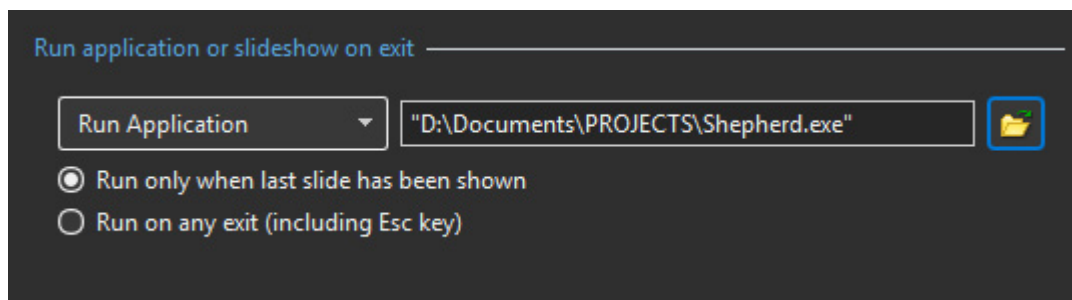 Run application or slideshow on exit
Run Application "D:\Documents\PROJECTS\Shepherd.exe"
Run only when last slide has been shown
Run on any exit (including Esc key)